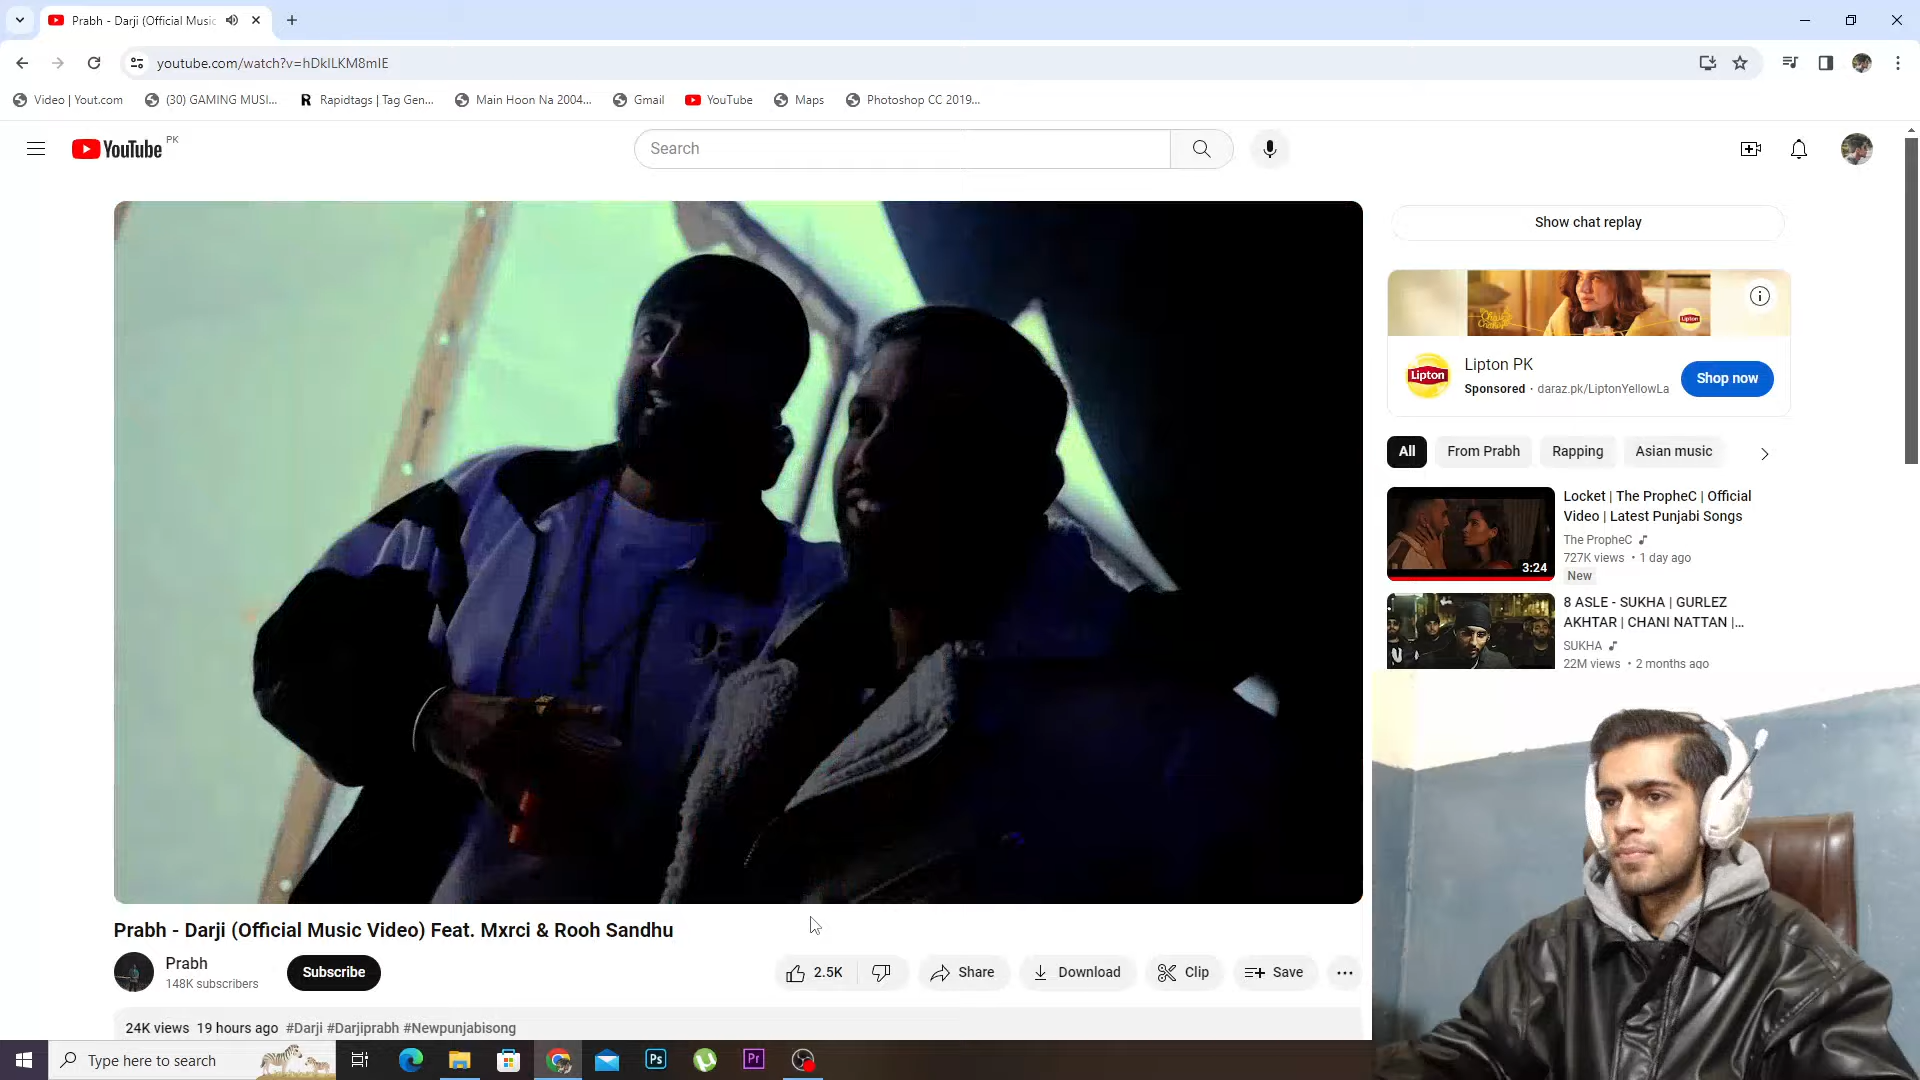 Prabh - Darji (Official Music
youtube.com/watch?v=hDkILKM8mIE
Video | Yout.com
(30) GAMING MUSI...
Rapidtags | Tag Gen...
Main Hoon Na 2004...
Gmail
YouTube
Maps
Photoshop CC 2019...
YouTube PK
Search
Show chat replay
Lipton
Lipton PK
Sponsored · daraz.pk/LiptonYellowLa
Shop now
All
From Prabh
Rapping
Asian music
Locket | The PropheC | Official
Video | Latest Punjabi Songs
The PropheC
727K views • 1 day ago
New
3:24
8 ASLE - SUKHA | GURLEZ
AKHTAR | CHANI NATTAN |...
SUKHA
22M views • 2 months ago
Prabh - Darji (Official Music Video) Feat. Mxrci & Rooh Sandhu
Prabh
148K subscribers
Subscribe
2.5K
Share
Download
Clip
Save
24K views 19 hours ago #Darji #Darjiprabh #Newpunjabisong
Type here to search
Ps
Pr